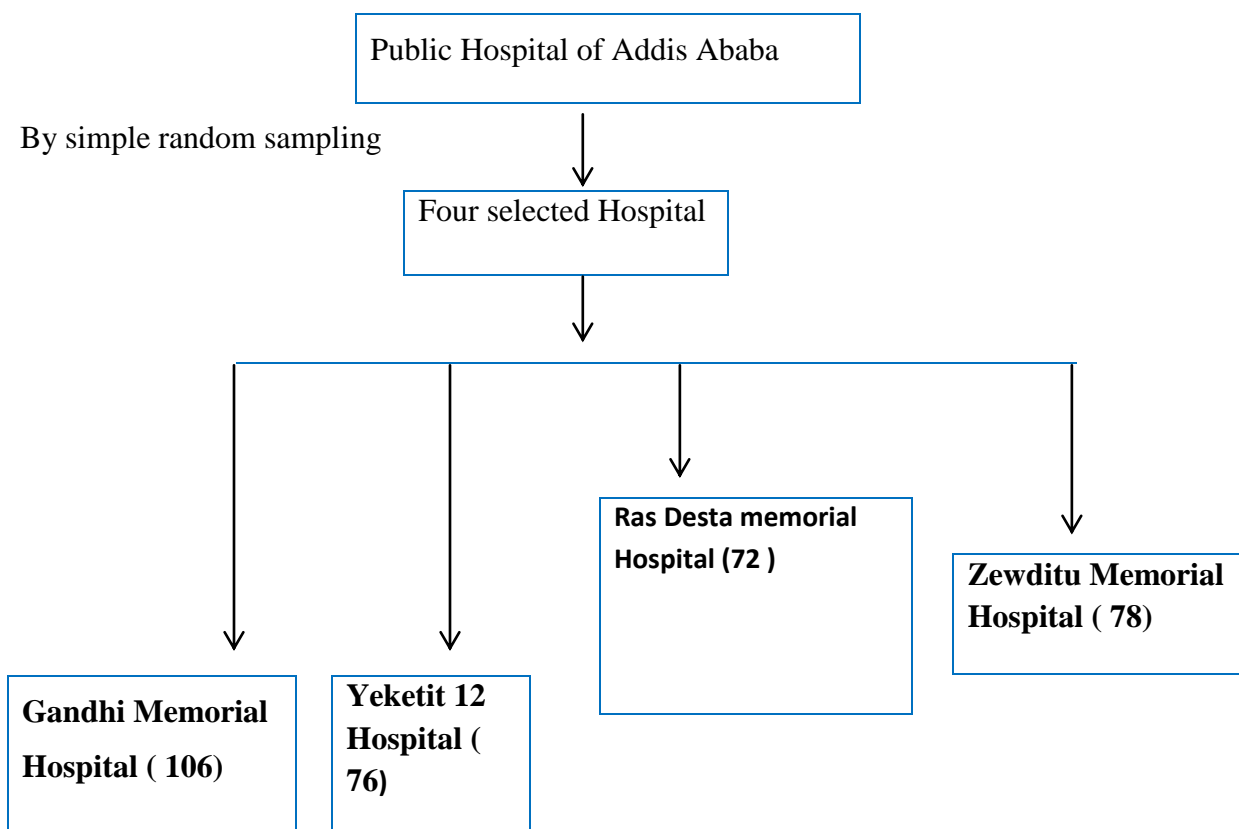 Public Hospital of Addis Ababa
By simple random sampling
Four selected Hospital
Gandhi Memorial
Hospital ( 106)
Yeketit 12
Hospital (
76)
Ras Desta memorial
Hospital (72 )
Zewditu Memorial
Hospital ( 78)